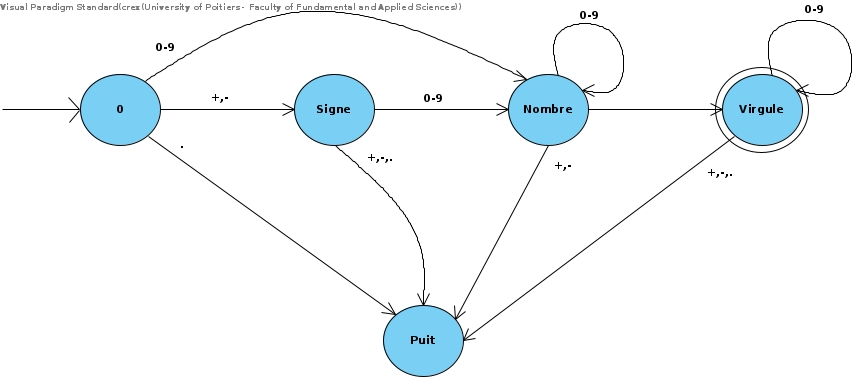 Visual Paradigm Standard(crex(University of Poitiers - Faculty of Fundamental and Applied Sciences))
0-9
0-9
0-9
+,-
0-9
0
Signe
Nombre
Virgule
.
+,-,.
+,-
+,-,.
Puit